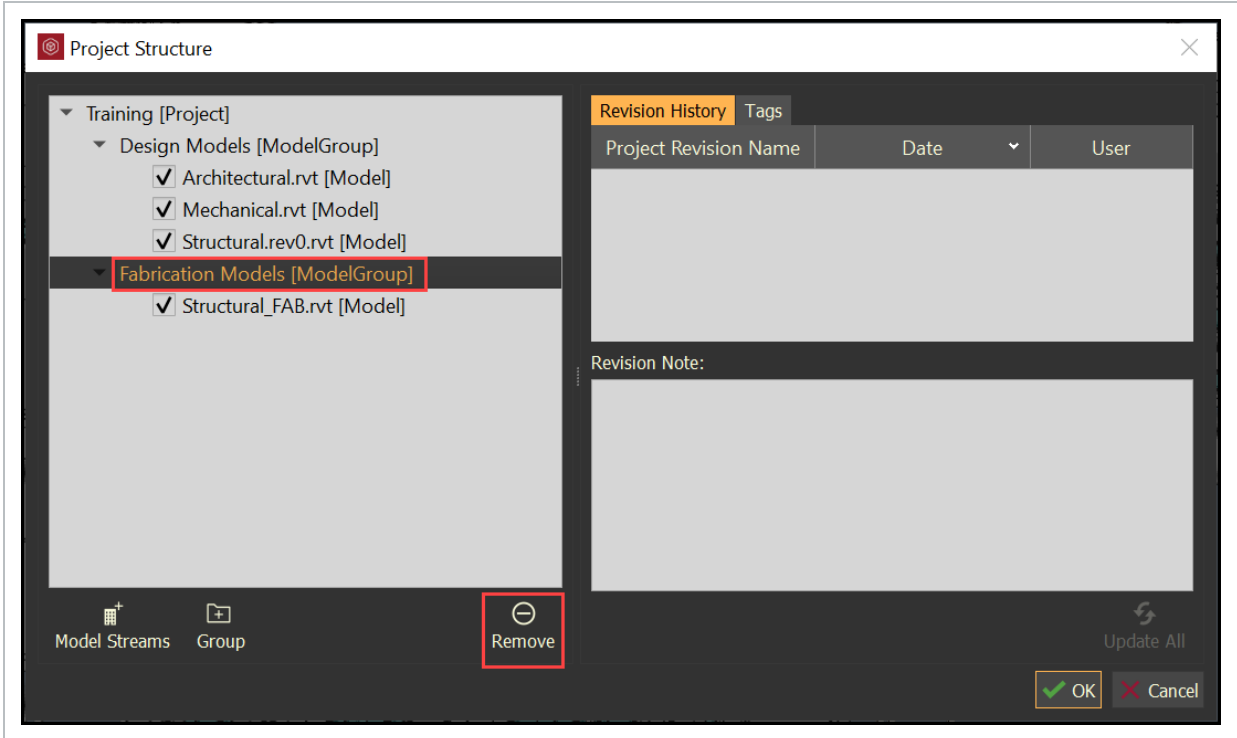 Project Structure
Training [Project]
Design Models [ModelGroup]
Architectural.rvt [Model]
Mechanical.rvt [Model]
Structural.rev0.rvt [Model]
Fabrication Models [ModelGroup]
Structural_FAB.rvt [Model]
Model Streams
Group
Remove
Revision History Tags
Project Revision Name Date User
Revision Note:
Update All
OK Cancel